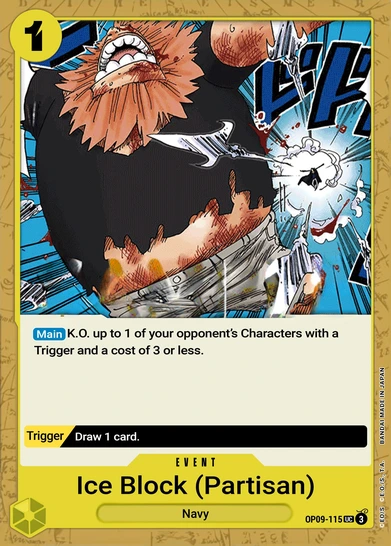 1
Main K.O. up to 1 of your opponent's Characters with a
Trigger and a cost of 3 or less.
Trigger Draw 1 card.
EVENT
Ice Block (Partisan)
Navy
OP09-115 UC 3
BANDAI MADE IN JAPAN